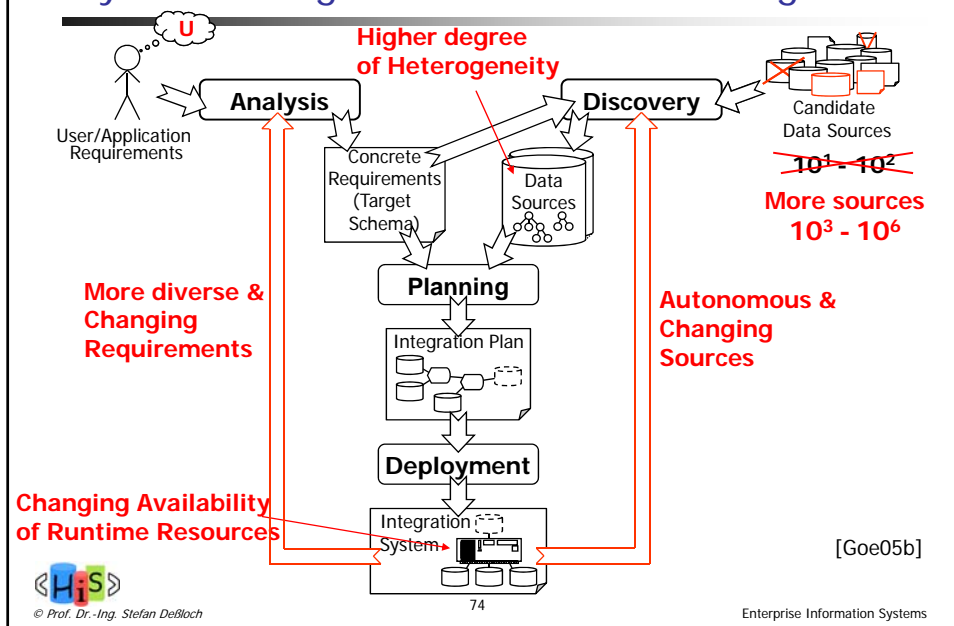 U
Higher degree
of Heterogeneity
Analysis
Discovery
User/Application
Requirements
Candidate
Data Sources
10¹ - 10²
More sources
10³ - 10⁶
Concrete
Requirements
(Target
Schema)
Data
Sources
Planning
More diverse &
Changing
Requirements
Autonomous &
Changing
Sources
Integration Plan
Deployment
Changing Availability
of Runtime Resources
Integration
System
[Goe05b]
HiS
© Prof. Dr.-Ing. Stefan Deßloch
74
Enterprise Information Systems